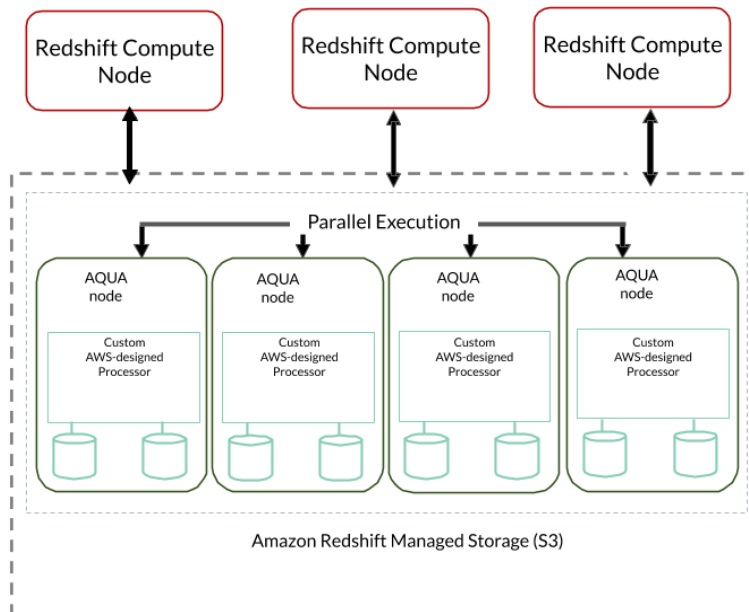 Redshift Compute
Node
Redshift Compute
Node
Redshift Compute
Node
Parallel Execution
AQUA
node
AQUA
node
AQUA
node
AQUA
node
Custom
AWS-designed
Processor
Custom
AWS-designed
Processor
Custom
AWS-designed
Processor
Custom
AWS-designed
Processor
Amazon Redshift Managed Storage (S3)